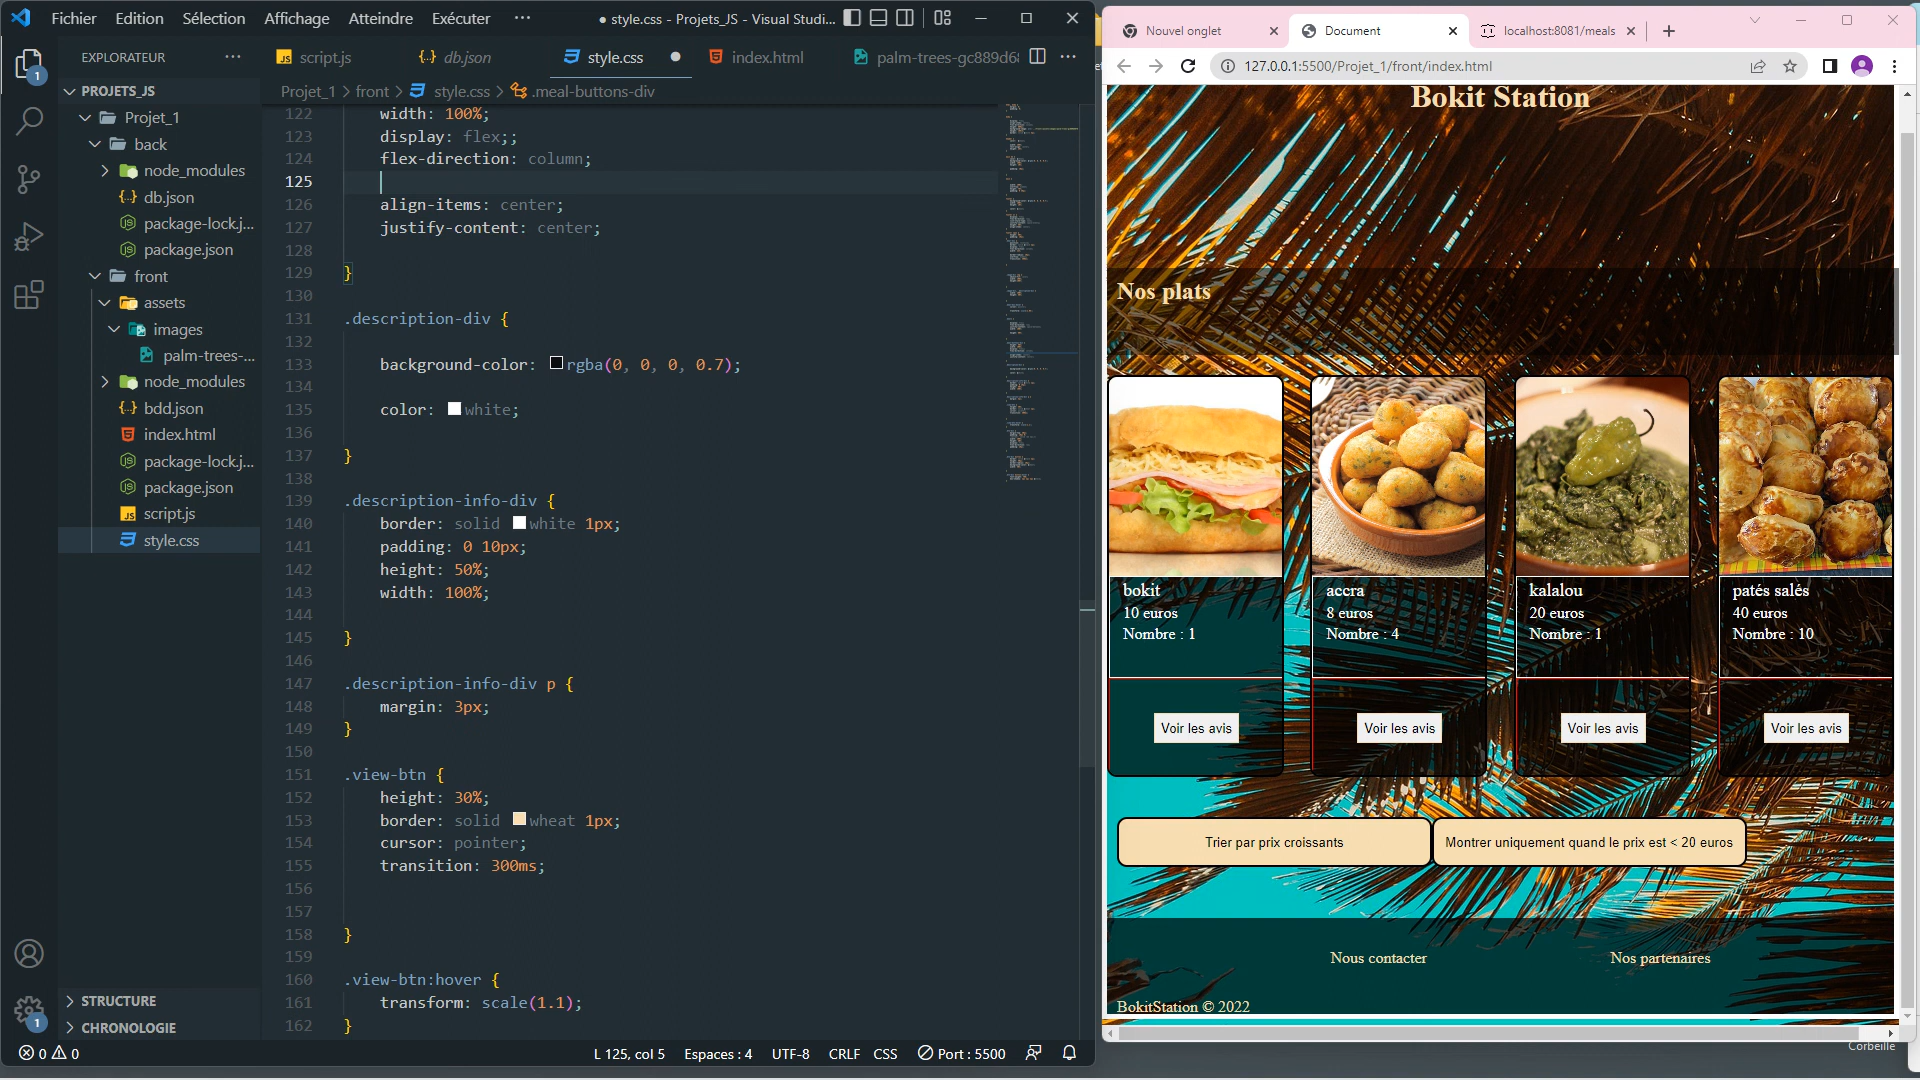 Fichier Edition Sélection Affichage Atteindre Exécuter ··· ● style.css - Projets_JS - Visual Studi...
EXPLORATEUR ···
PROJETS_JS
Projet_1
back
node_modules
db.json
package-lock.j...
package.json
front
assets
images
palm-trees-...
node_modules
bdd.json
index.html
package-lock.j...
package.json
script.js
style.css
STRUCTURE
CHRONOLOGIE
1
1
script.js db.json style.css ● index.html palm-trees-gc889d6
Projet_1 > front > style.css > .meal-buttons-div
122 width: 100%;
123 display: flex;;
124 flex-direction: column;
125
126 align-items: center;
127 justify-content: center;
128
129 }
130
131 .description-div {
132
133 background-color: rgba(0, 0, 0, 0.7);
134
135 color: white;
136
137 }
138
139 .description-info-div {
140 border: solid white 1px;
141 padding: 0 10px;
142 height: 50%;
143 width: 100%;
144
145 }
146
147 .description-info-div p {
148 margin: 3px;
149 }
150
151 .view-btn {
152 height: 30%;
153 border: solid wheat 1px;
154 cursor: pointer;
155 transition: 300ms;
156
157
158 }
159
160 .view-btn:hover {
161 transform: scale(1.1);
162 }
0 0 L 125, col 5 Espaces : 4 UTF-8 CRLF CSS Port : 5500
Nouvel onglet Document localhost:8081/meals
127.0.0.1:5500/Projet_1/front/index.html
Bokit Station
Nos plats
bokit
10 euros
Nombre : 1
Voir les avis
accra
8 euros
Nombre : 4
Voir les avis
kalalou
20 euros
Nombre : 1
Voir les avis
patés salés
40 euros
Nombre : 10
Voir les avis
Trier par prix croissants Montrer uniquement quand le prix est < 20 euros
Nous contacter Nos partenaires
BokitStation © 2022
Corbeille